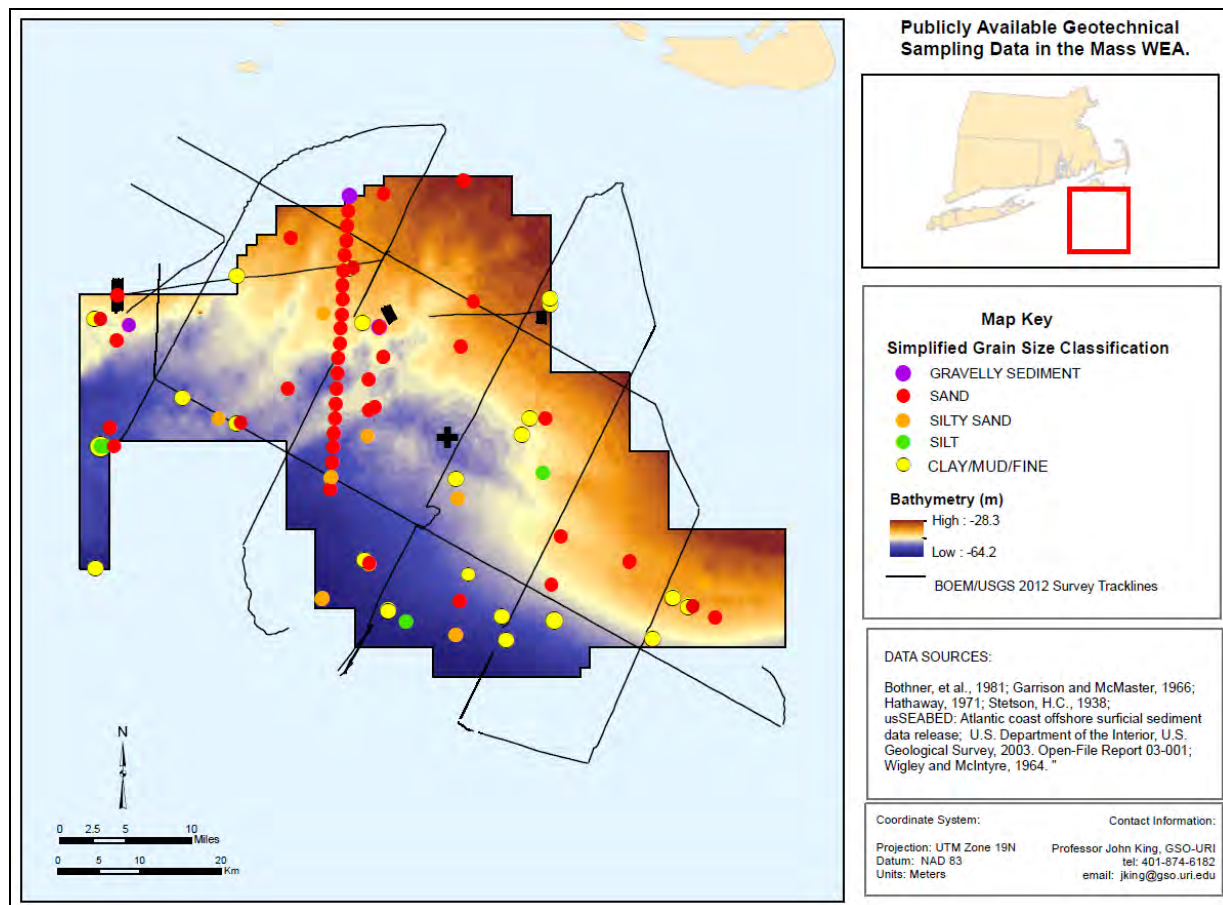 Publicly Available Geotechnical
Sampling Data in the Mass WEA.
Map Key
Simplified Grain Size Classification
GRAVELLY SEDIMENT
SAND
SILTY SAND
SILT
CLAY/MUD/FINE
Bathymetry (m)
High : -28.3
Low : -64.2
BOEM/USGS 2012 Survey Tracklines
DATA SOURCES:
Bothner, et al., 1981; Garrison and McMaster, 1966;
Hathaway, 1971; Stetson, H.C., 1938;
usSEABED: Atlantic coast offshore surficial sediment
data release; U.S. Department of the Interior, U.S.
Geological Survey, 2003. Open-File Report 03-001;
Wigley and McIntyre, 1964. "
Coordinate System:
Projection: UTM Zone 19N
Datum: NAD 83
Units: Meters
Contact Information:
Professor John King, GSO-URI
tel: 401-874-6182
email: jking@gso.uri.edu
N
0 2.5 5 10
Miles
0 5 10 20
Km